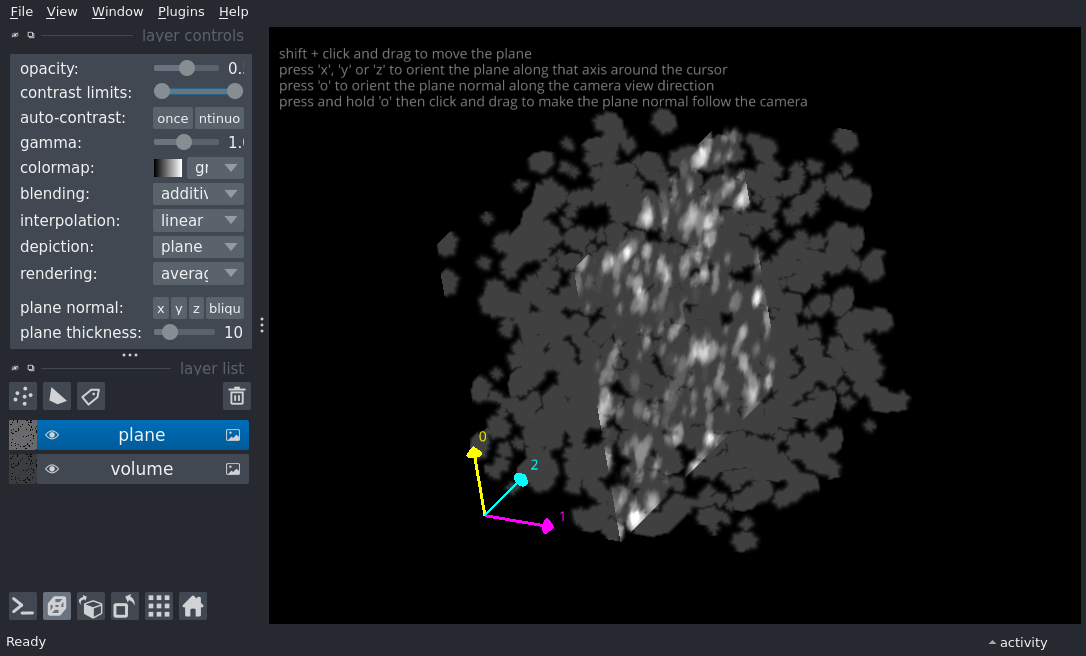 File View Window Plugins Help
layer controls
opacity: 0.
contrast limits:
auto-contrast: once ntinuo
gamma: 1.
colormap: gr
blending: additi
interpolation: linear
depiction: plane
rendering: averag
plane normal: x y z bliqu
plane thickness: 10
layer list
plane
volume
Ready
shift + click and drag to move the plane
press 'x', 'y' or 'z' to orient the plane along that axis around the cursor
press 'o' to orient the plane normal along the camera view direction
press and hold 'o' then click and drag to make the plane normal follow the camera
0
2
1
activity